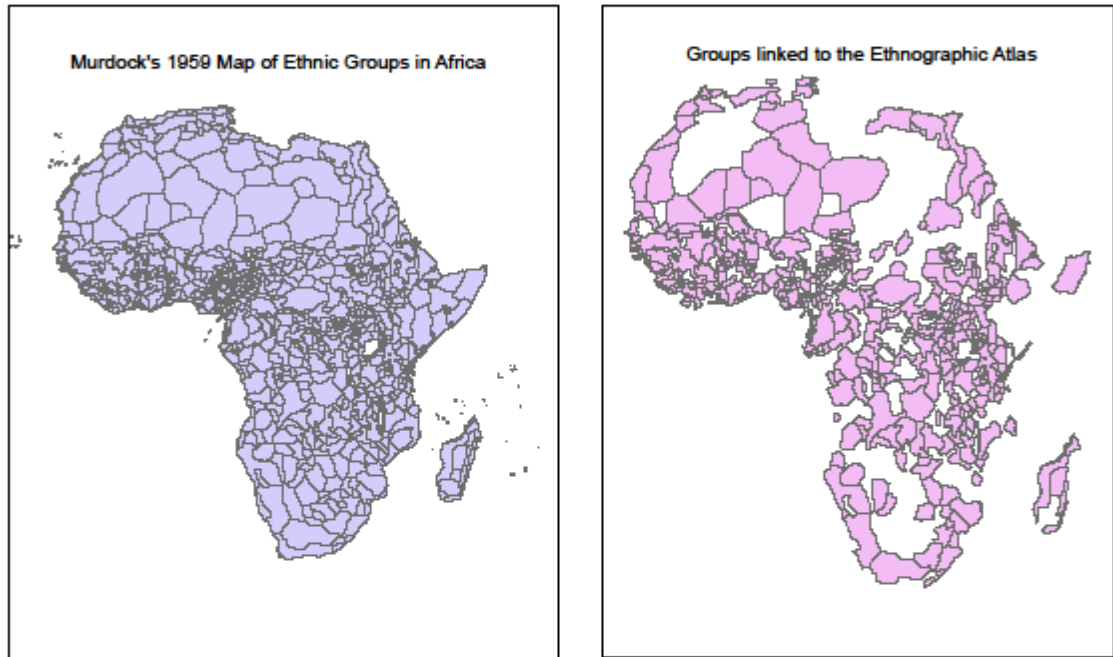 Murdock's 1959 Map of Ethnic Groups in Africa
Groups linked to the Ethnographic Atlas